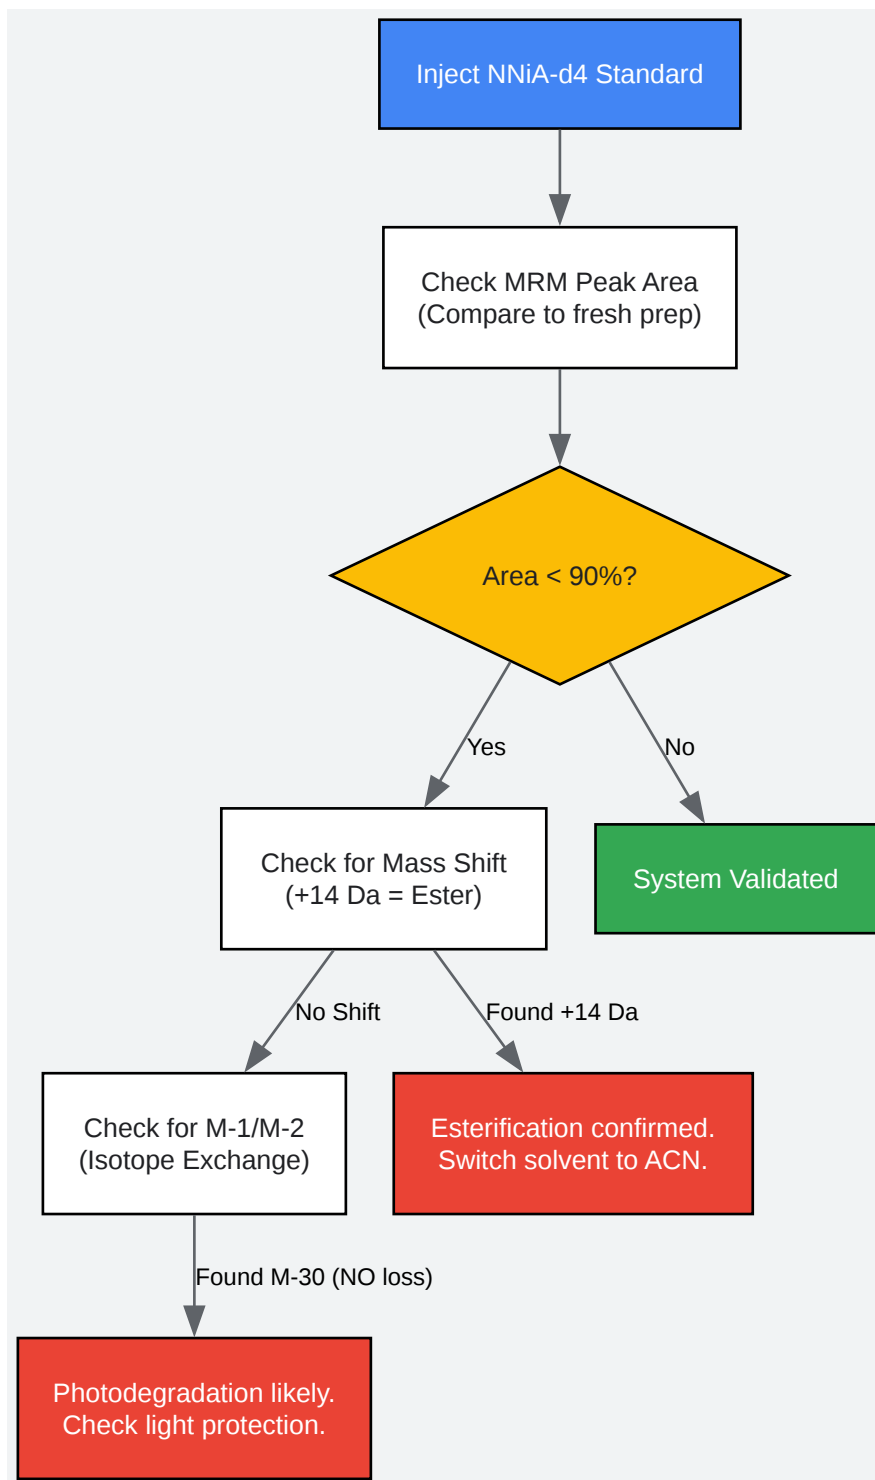 Inject NNiA-d4 Standard
Check MRM Peak Area
(Compare to fresh prep)
Area < 90%?
Yes
No
Check for Mass Shift
(+14 Da = Ester)
System Validated
No Shift
Found +14 Da
Check for M-1/M-2
(Isotope Exchange)
Esterification confirmed.
Switch solvent to ACN.
Found M-30 (NO loss)
Photodegradation likely.
Check light protection.